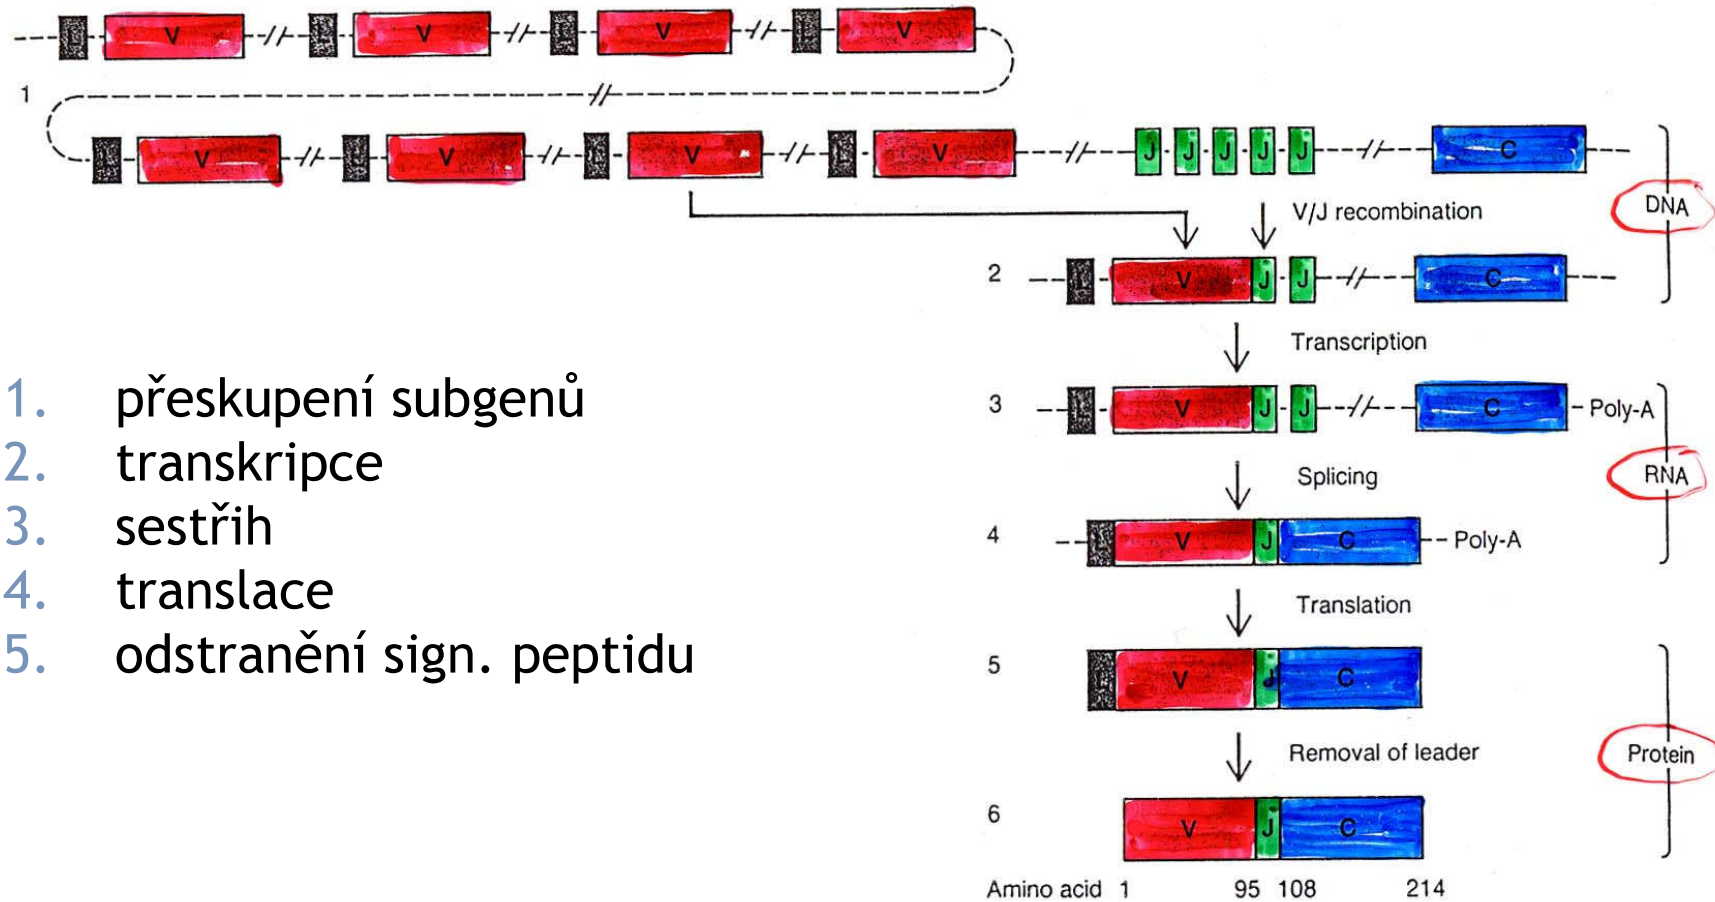 L V L V L V L V
1
L V L V L V L V J J J J J C
V/J recombination
DNA
2 L V J J C
Transcription
3 L V J J C Poly-A
Splicing
RNA
4 L V J C Poly-A
Translation
5 L V J C
Removal of leader
Protein
6 V J C
Amino acid 1 95 108 214
1. přeskupení subgenů
2. transkripce
3. sestřih
4. translace
5. odstranění sign. peptidu